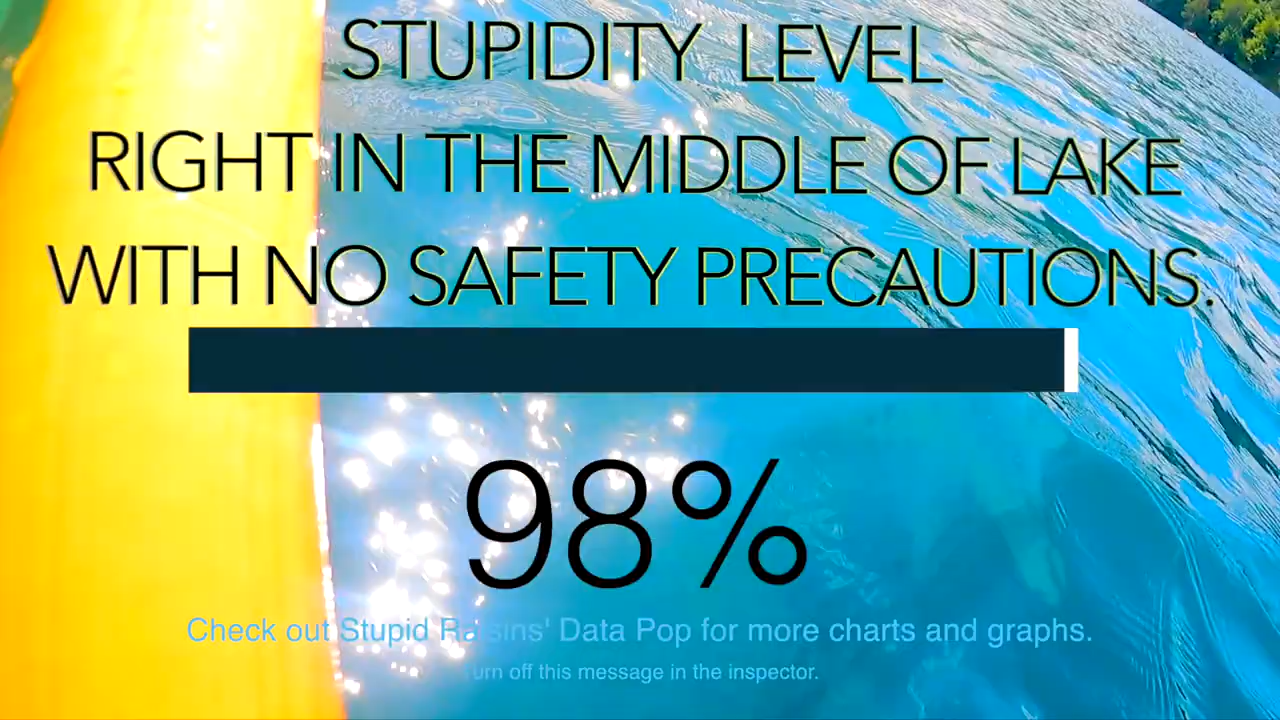 STUPIDITY LEVEL
RIGHT IN THE MIDDLE OF LAKE
WITH NO SAFETY PRECAUTIONS.
98%
Check out Stupid Raisins' Data Pop for more charts and graphs.
Turn off this message in the inspector.